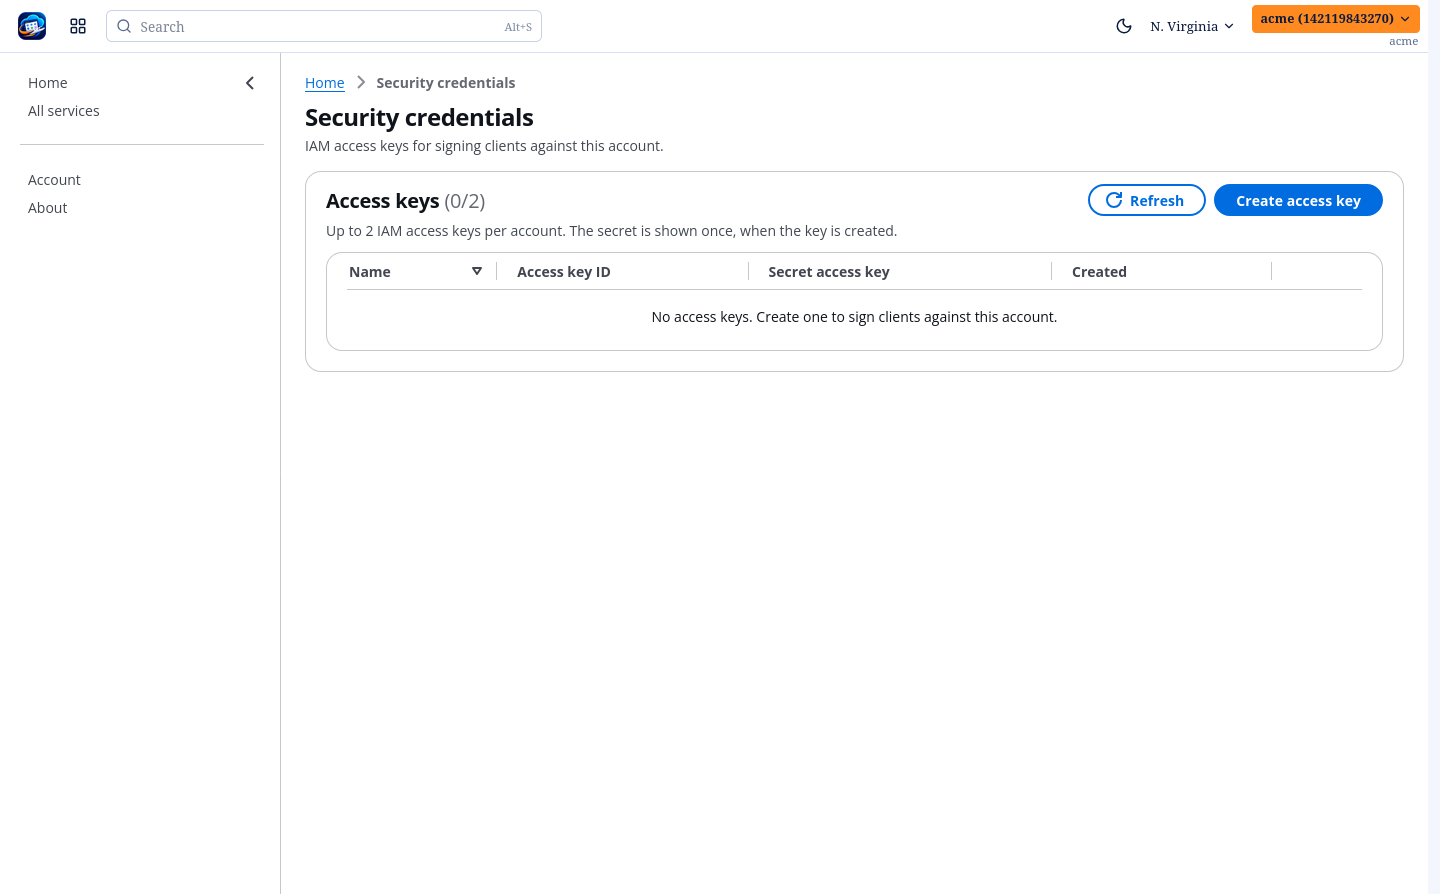 Search
Alt+S
N. Virginia
acme (142119843270)
acme
Home
All services
Account
About
Home
Security credentials
Security credentials
IAM access keys for signing clients against this account.
Access keys (0/2)
Refresh
Create access key
Up to 2 IAM access keys per account. The secret is shown once, when the key is created.
Name
Access key ID
Secret access key
Created
No access keys. Create one to sign clients against this account.